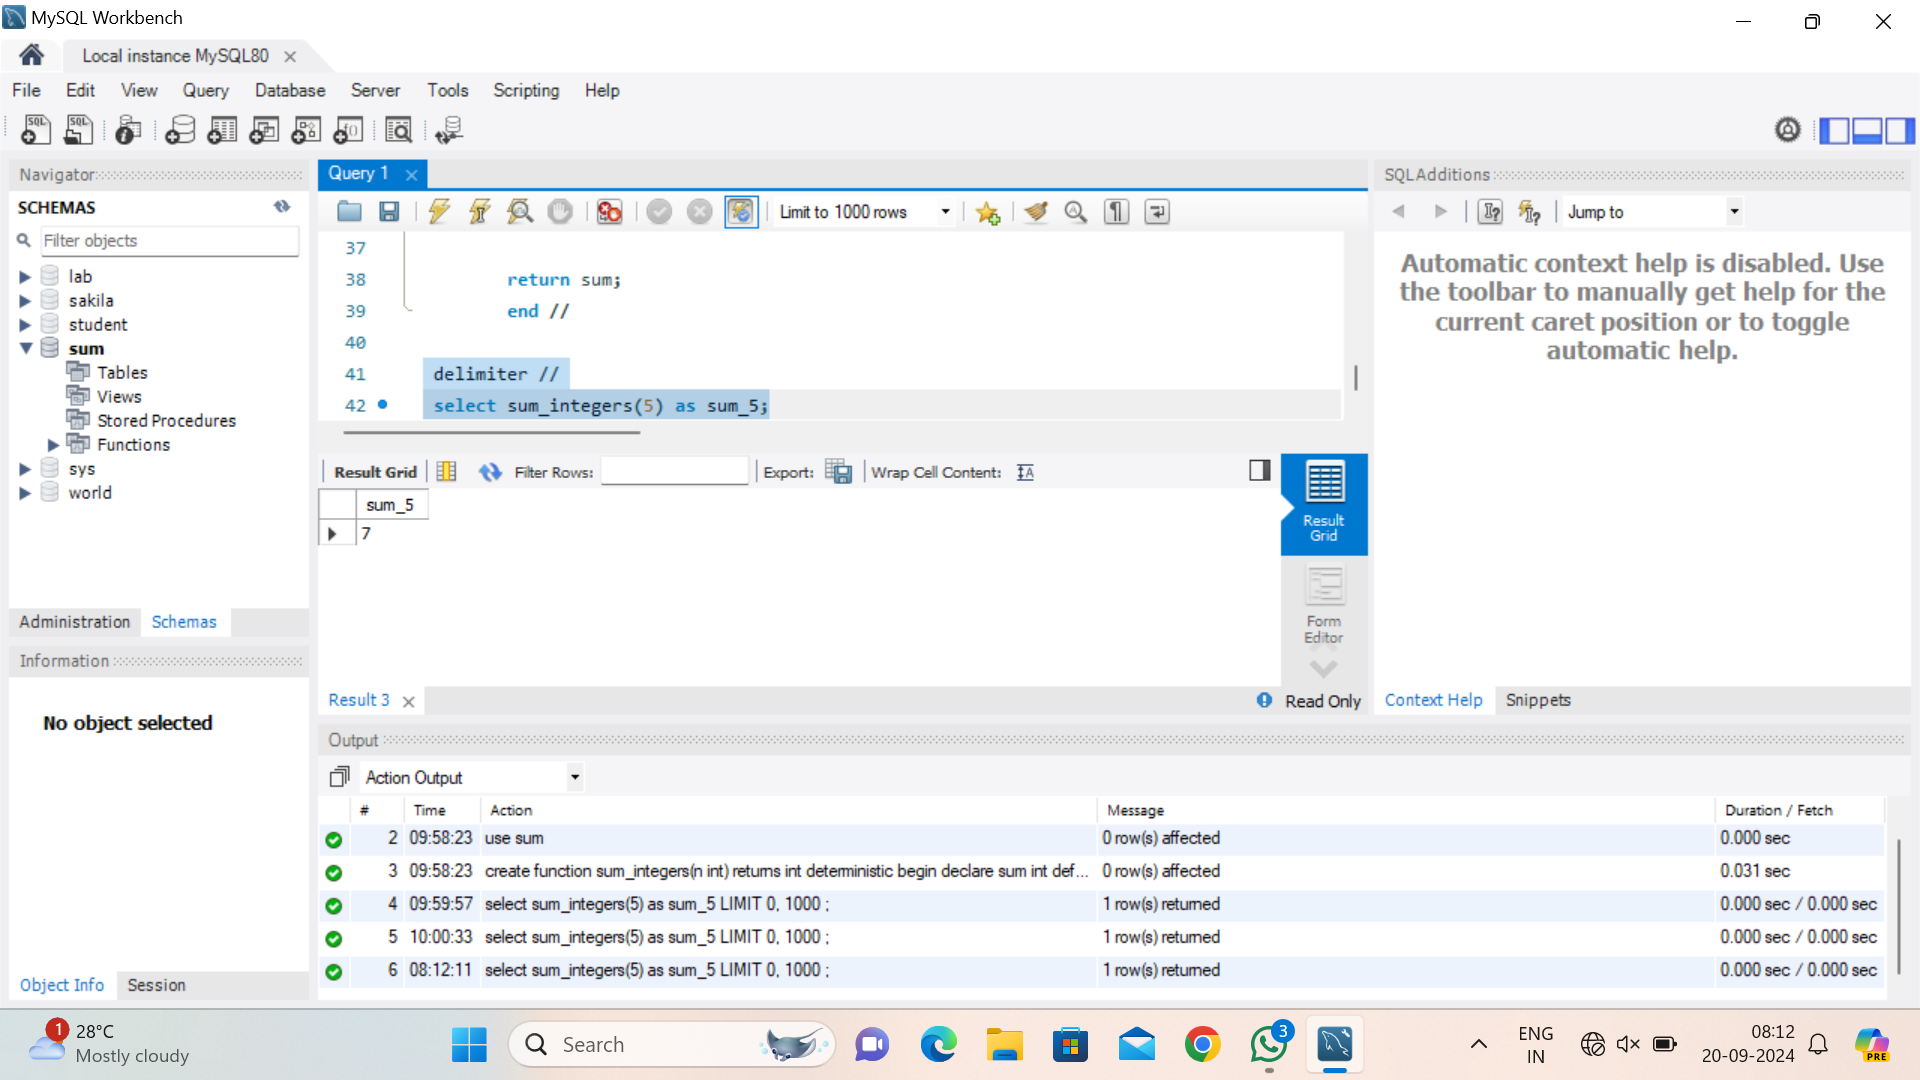 MySQL Workbench
Local instance MySQL80
File Edit View Query Database Server Tools Scripting Help
Navigator
SCHEMAS
Filter objects
lab
sakila
student
sum
Tables
Views
Stored Procedures
Functions
sys
world
Administration Schemas
Information
No object selected
Object Info Session
Query 1
Limit to 1000 rows
37
38 return sum;
39 end //
40
41 delimiter //
42 select sum_integers(5) as sum_5;
Result Grid Filter Rows: Export: Wrap Cell Content:
sum_5
7
Result
Grid
Form
Editor
Result 3 Read Only
SQLAdditions
Jump to
Automatic context help is disabled. Use
the toolbar to manually get help for the
current caret position or to toggle
automatic help.
Context Help Snippets
Output
Action Output
# Time Action Message Duration / Fetch
2 09:58:23 use sum 0 row(s) affected 0.000 sec
3 09:58:23 create function sum_integers(n int) returns int deterministic begin declare sum int def... 0 row(s) affected 0.031 sec
4 09:59:57 select sum_integers(5) as sum_5 LIMIT 0, 1000 ; 1 row(s) returned 0.000 sec / 0.000 sec
5 10:00:33 select sum_integers(5) as sum_5 LIMIT 0, 1000 ; 1 row(s) returned 0.000 sec / 0.000 sec
6 08:12:11 select sum_integers(5) as sum_5 LIMIT 0, 1000 ; 1 row(s) returned 0.000 sec / 0.000 sec
1
28°C
Mostly cloudy
Search
3
ENG
IN
08:12
20-09-2024
PRE